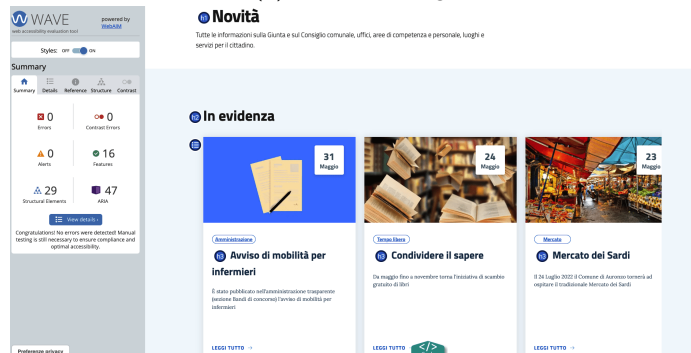 WAVE
powered by
WebAIM
web accessibility evaluation tool
Styles: OFF ON
Summary
Summary Details Reference Structure Contrast
0
Errors
0
Contrast Errors
0
Alerts
16
Features
29
Structural Elements
47
ARIA
View details ›
Congratulations! No errors were detected! Manual
testing is still necessary to ensure compliance and
optimal accessibility.
Preferenze privacy
h1 Novità
Tutte le informazioni sulla Giunta e sul Consiglio comunale, uffici, aree di competenza e personale, luoghi e
servizi per il cittadino.
h2 In evidenza
31
Maggio
Amministrazione
h3 Avviso di mobilità per
infermieri
È stato pubblicato nell'amministrazione trasparente
(sezione Bandi di concorso) l'avviso di mobilità per
infermieri
LEGGI TUTTO →
24
Maggio
Tempo libero
h3 Condividere il sapere
Da maggio fino a novembre torna l'iniziativa di scambio
gratuito di libri
LEGGI TUTTO
</>
23
Maggio
Mercato
h3 Mercato dei Sardi
Il 24 Luglio 2022 il Comune di Auronzo tornerà ad
ospitare il tradizionale Mercato dei Sardi
LEGGI TUTTO →